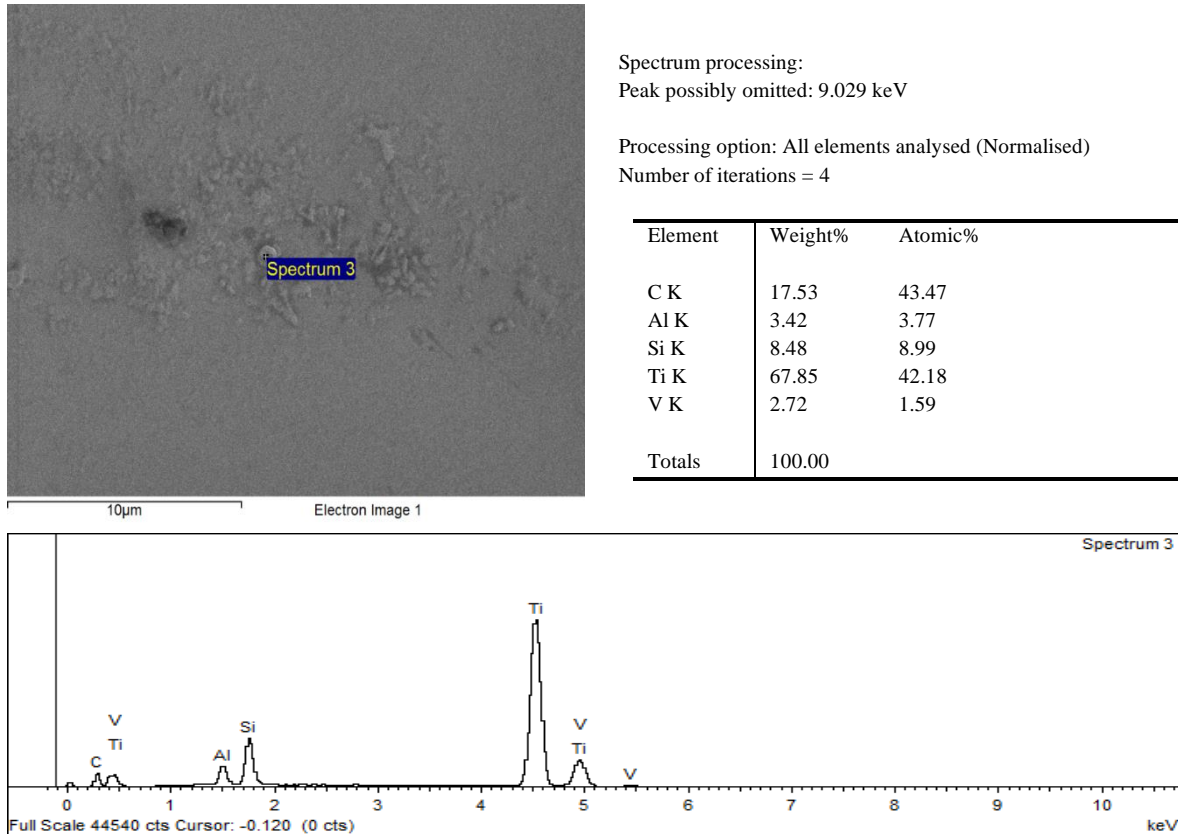 Spectrum 3
10µm Electron Image 1
Spectrum processing:
Peak possibly omitted: 9.029 keV
Processing option: All elements analysed (Normalised)
Number of iterations = 4
Element Weight% Atomic%
C K 17.53 43.47
Al K 3.42 3.77
Si K 8.48 8.99
Ti K 67.85 42.18
V K 2.72 1.59
Totals 100.00
Spectrum 3
Ti
V
V
Si
Ti
Ti
Al
C
V
0 1 2 3 4 5 6 7 8 9 10
Full Scale 44540 cts Cursor: -0.120 (0 cts) keV